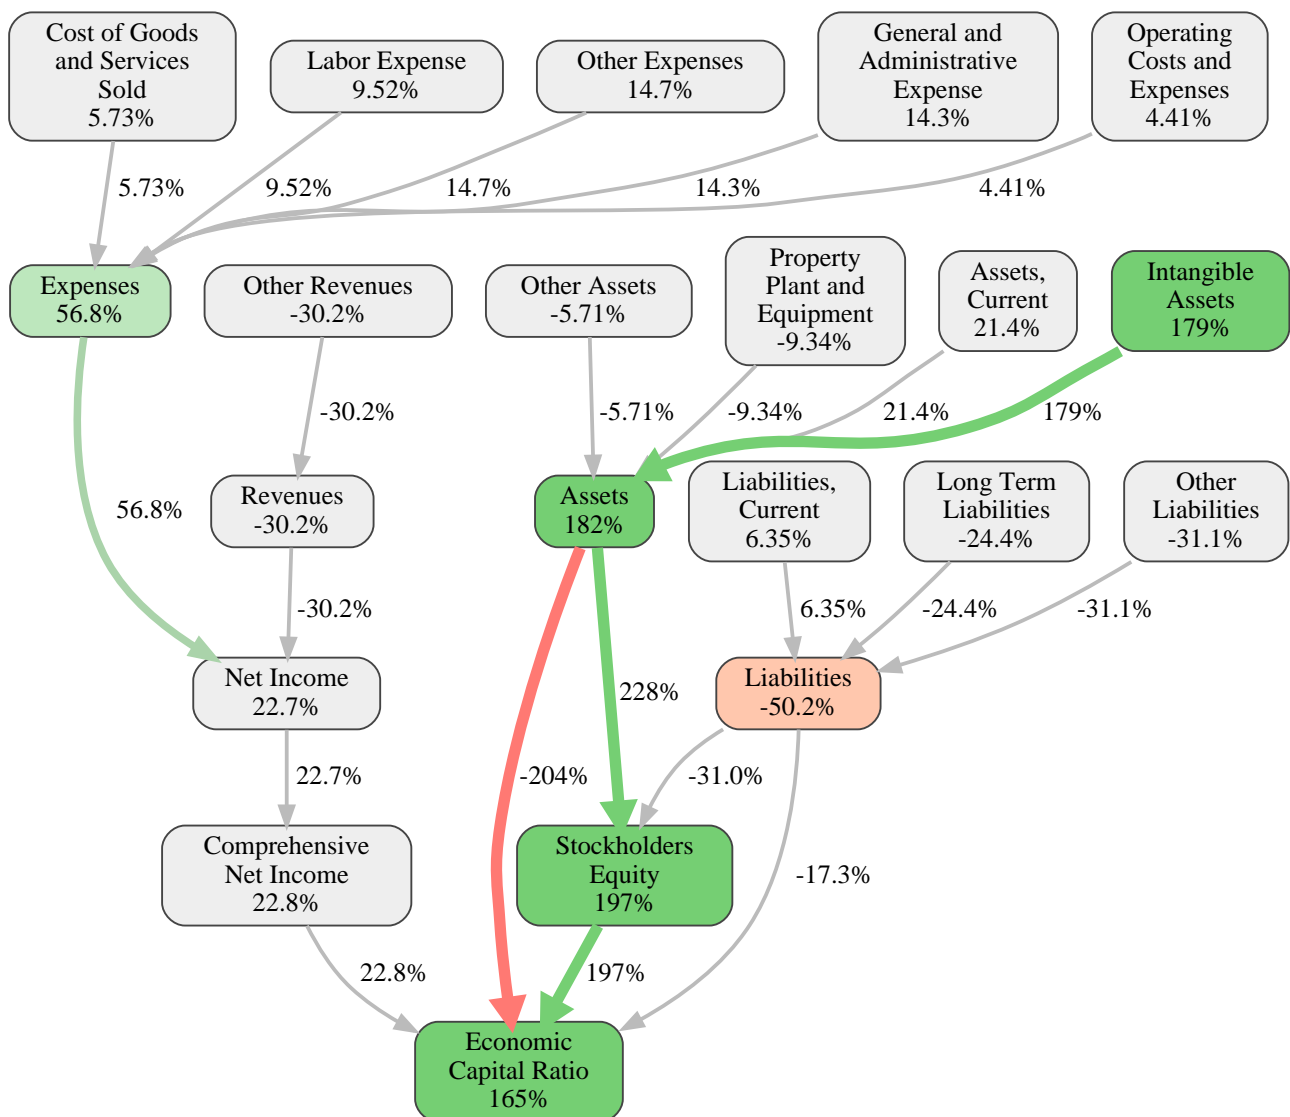 Cost of Goods
and Services
Sold
5.73%
Labor Expense
9.52%
Other Expenses
14.7%
General and
Administrative
Expense
14.3%
Operating
Costs and
Expenses
4.41%
5.73%
9.52%
14.7%
14.3%
4.41%
Expenses
56.8%
Other Revenues
-30.2%
Other Assets
-5.71%
Property
Plant and
Equipment
-9.34%
Assets,
Current
21.4%
Intangible
Assets
179%
-30.2%
-5.71%
-9.34%
21.4%
179%
56.8%
Revenues
-30.2%
Assets
182%
Liabilities,
Current
6.35%
Long Term
Liabilities
-24.4%
Other
Liabilities
-31.1%
-30.2%
6.35%
-24.4%
-31.1%
Net Income
22.7%
228%
Liabilities
-50.2%
22.7%
-204%
-31.0%
Comprehensive
Net Income
22.8%
Stockholders
Equity
197%
-17.3%
22.8%
197%
Economic
Capital Ratio
165%